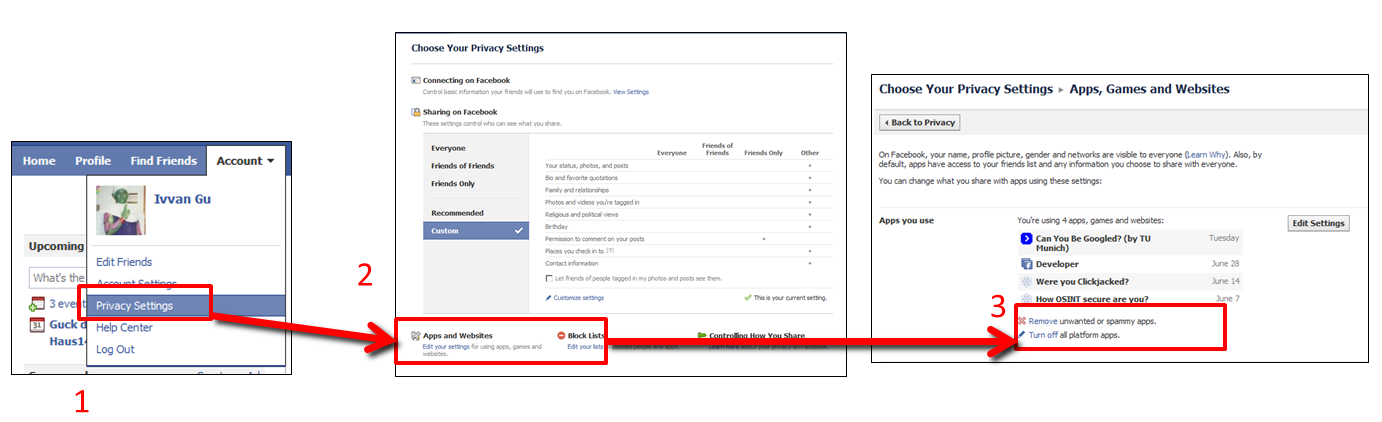 Home Profile Find Friends Account
Ivvan Gu
Upcoming
Edit Friends
What's the
Account Settings
3 event
Privacy Settings
Guck d
Help Center
Haus14
Log Out
1
2
Choose Your Privacy Settings
Connecting on Facebook
Control basic information your friends will use to find you on Facebook. View Settings
Sharing on Facebook
These settings control who can see what you share.
Everyone
Friends of Friends
Friends Only
Recommended
Custom
Everyone Friends of Friends Friends Only Other
Your status, photos, and posts
Bio and favorite quotations
Family and relationships
Photos and videos you're tagged in
Religious and political views
Birthday
Permission to comment on your posts
Places you check in to [?]
Contact information
Let friends of people tagged in my photos and posts see them.
Customize settings
This is your current setting.
Apps and Websites
Edit your settings for using apps, games and
websites.
Block Lists
Edit your lists of blocked people and apps.
Controlling How You Share
Learn more about your privacy on Facebook.
3
Choose Your Privacy Settings ▸ Apps, Games and Websites
Back to Privacy
On Facebook, your name, profile picture, gender and networks are visible to everyone (Learn Why). Also, by
default, apps have access to your friends list and any information you choose to share with everyone.
You can change what you share with apps using these settings:
Apps you use
You're using 4 apps, games and websites:
Edit Settings
Can You Be Googled? (by TU Tuesday
Munich)
Developer June 28
Were you Clickjacked? June 14
How OSINT secure are you? June 7
Remove unwanted or spammy apps.
Turn off all platform apps.